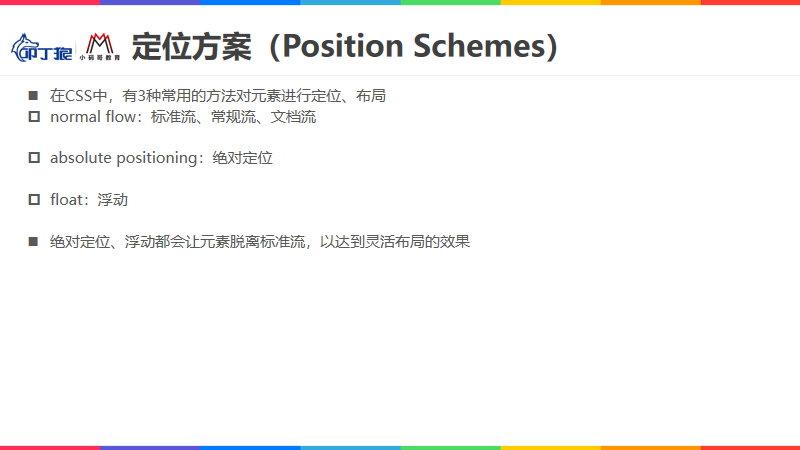 叩丁狼
小码哥教育
定位方案（Position Schemes）
在CSS中，有3种常用的方法对元素进行定位、布局
normal flow：标准流、常规流、文档流
absolute positioning：绝对定位
float：浮动
绝对定位、浮动都会让元素脱离标准流，以达到灵活布局的效果